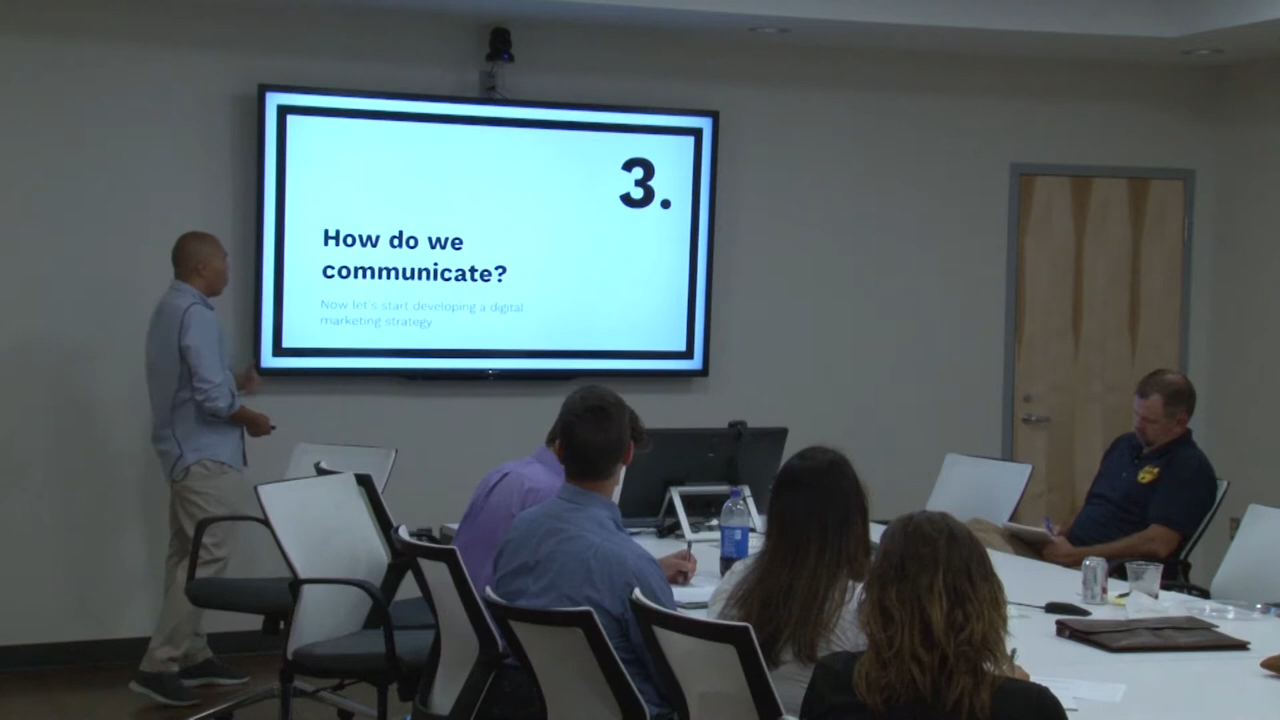 3.
How do we
communicate?
Now let's start developing a digital
marketing strategy